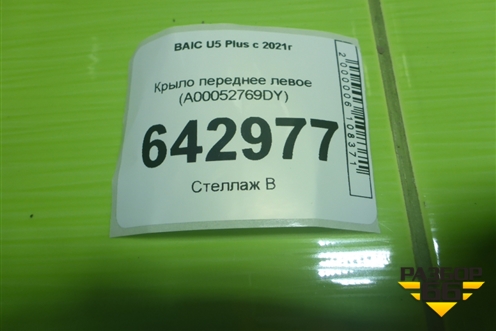 BAIC U5 Plus с 2021г
Крыло переднее левое
(A00052769DY)
642977
Стеллаж В
2000006108371
РАЗБОР